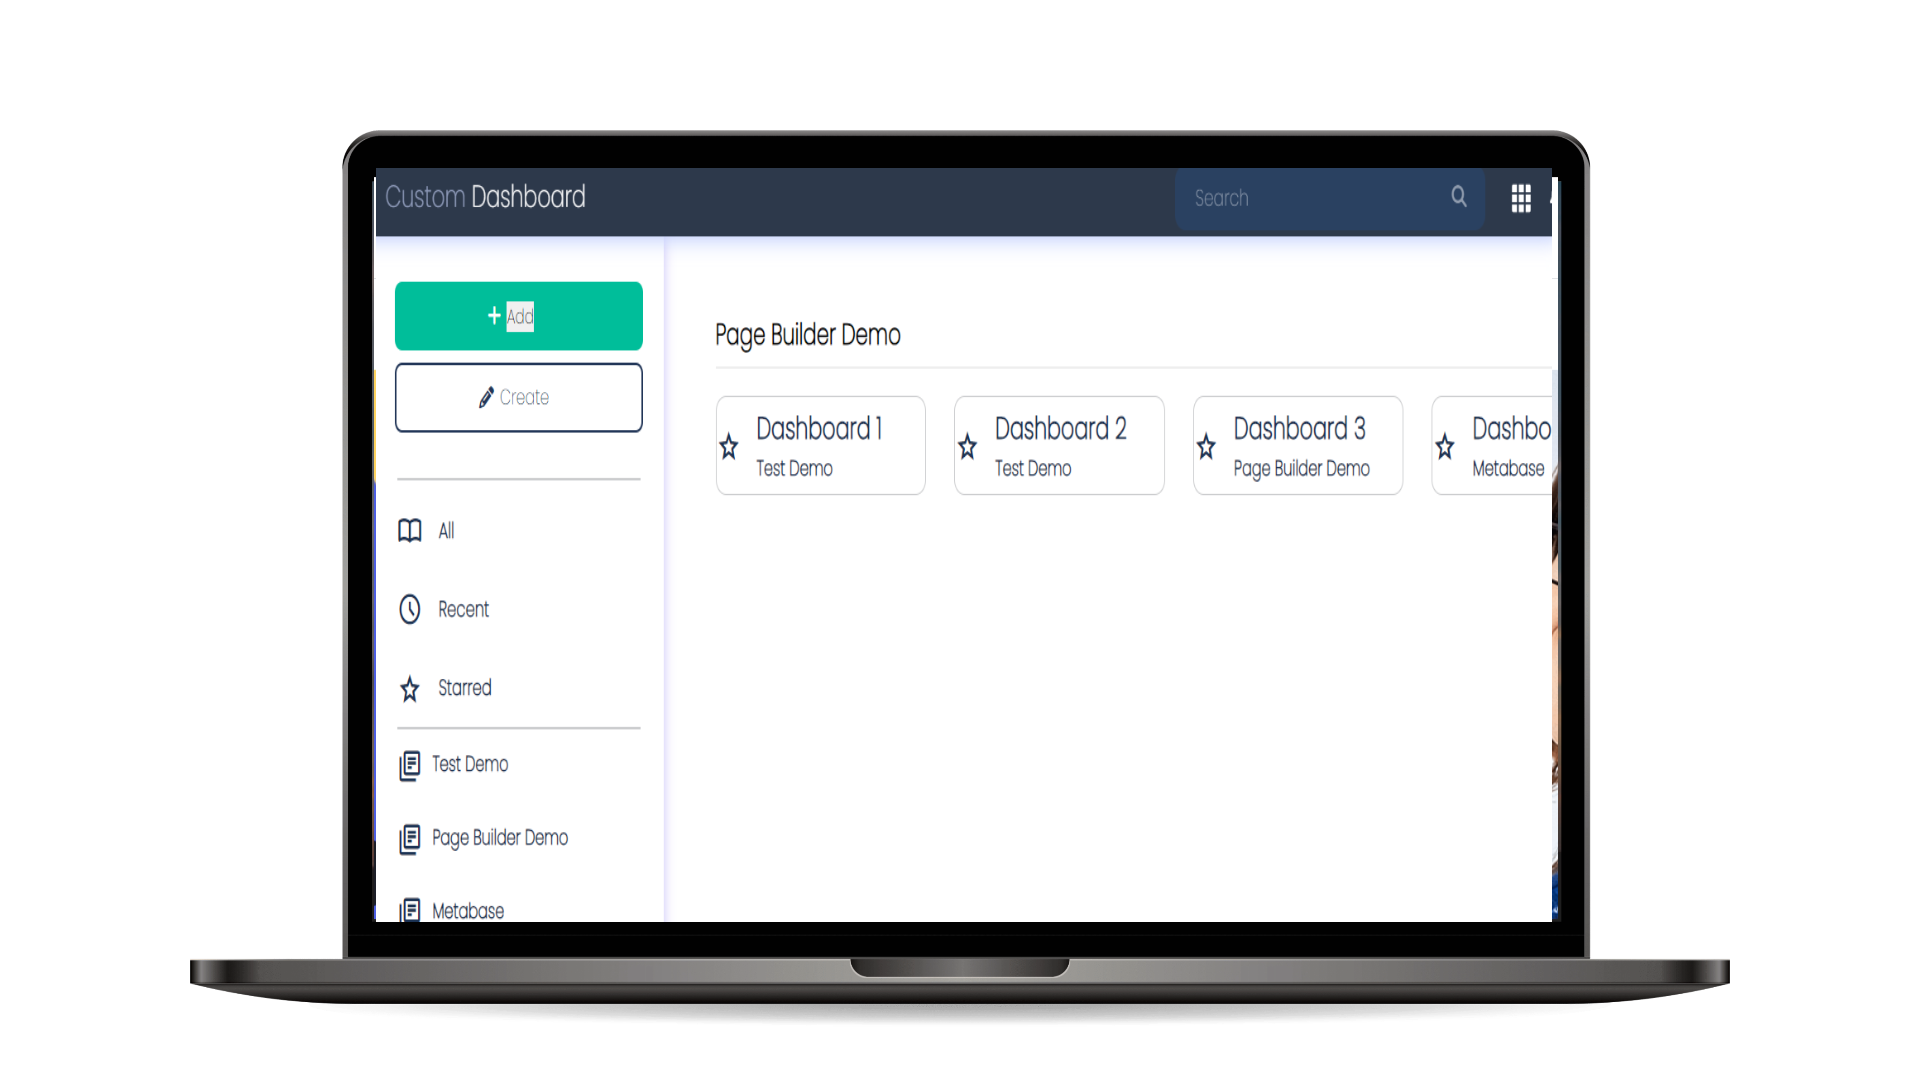 Custom Dashboard
Search
+ Add
Create
All
Recent
Starred
Test Demo
Page Builder Demo
Metabase
Page Builder Demo
Dashboard 1
Test Demo
Dashboard 2
Test Demo
Dashboard 3
Page Builder Demo
Dashbo
Metabase